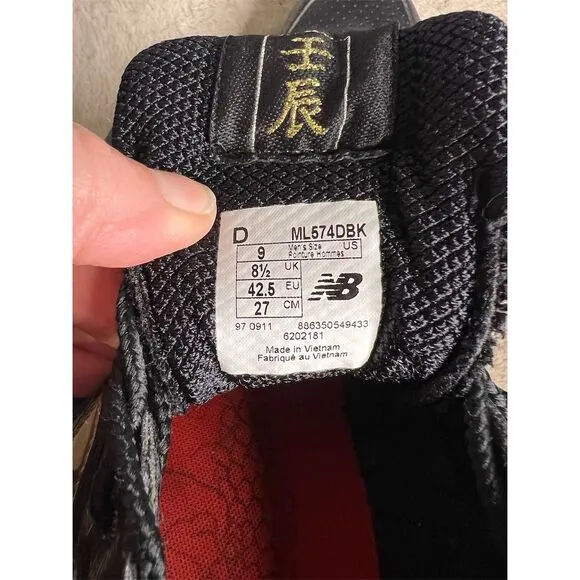 壬
辰
D ML574DBK
9 Men's Size Pointure Hommes US
8½ UK
42.5 EU
27 CM
NB
97 0911 886350549433
6202181
Made in Vietnam
Fabriqué au Vietnam